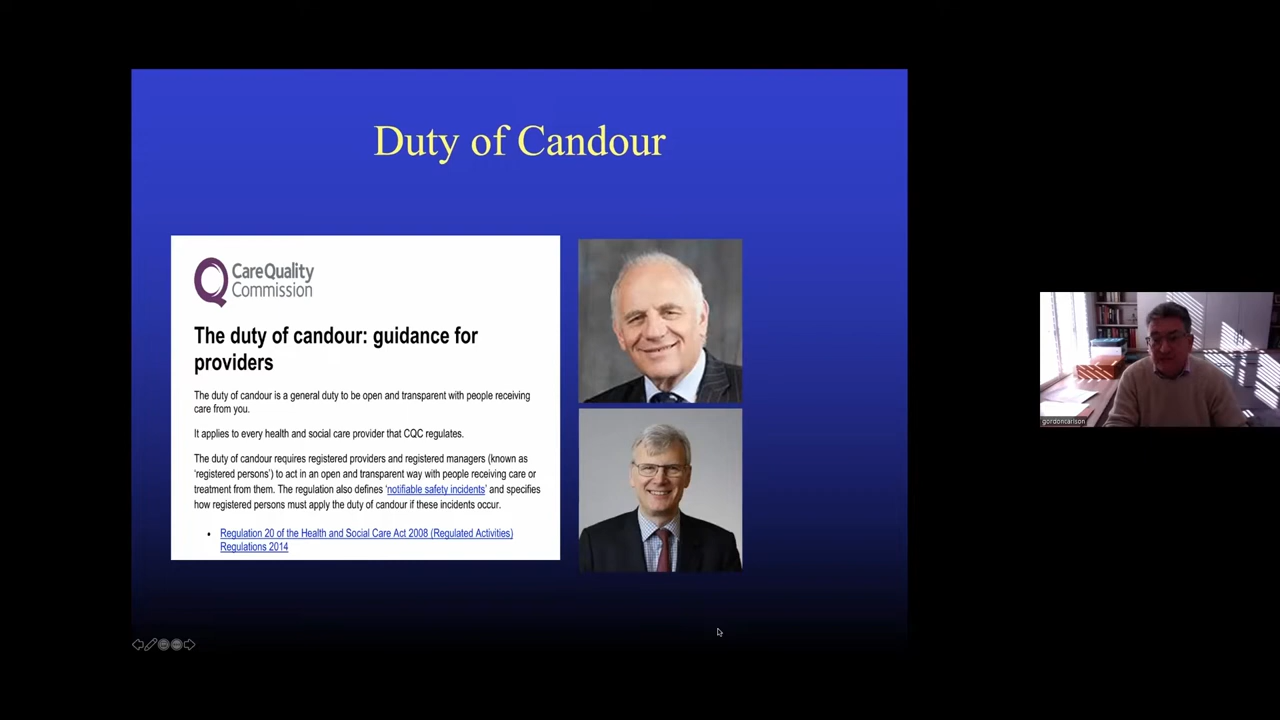 Duty of Candour
CareQuality
Commission
The duty of candour: guidance for
providers
The duty of candour is a general duty to be open and transparent with people receiving
care from you.
It applies to every health and social care provider that CQC regulates.
The duty of candour requires registered providers and registered managers (known as
‘registered persons’) to act in an open and transparent way with people receiving care or
treatment from them. The regulation also defines ‘notifiable safety incidents’ and specifies
how registered persons must apply the duty of candour if these incidents occur.
• Regulation 20 of the Health and Social Care Act 2008 (Regulated Activities)
Regulations 2014
gordoncarlson